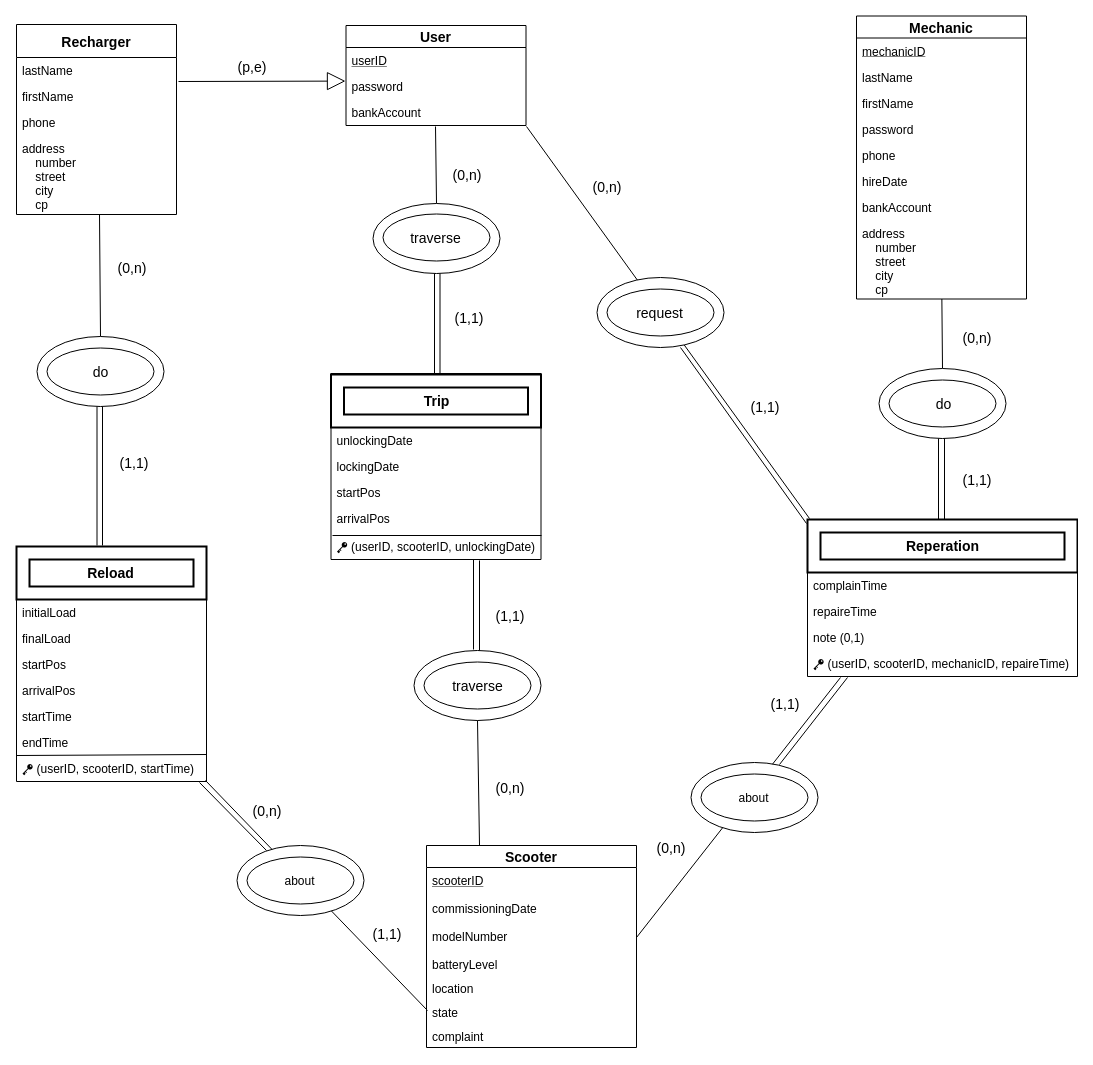 Recharger
lastName
firstName
phone
address
number
street
city
cp
(p,e)
User
userID
password
bankAccount
Mechanic
mechanicID
lastName
firstName
password
phone
hireDate
bankAccount
address
number
street
city
cp
(0,n)
do
(1,1)
(0,n)
traverse
(1,1)
(0,n)
request
(1,1)
(0,n)
do
(1,1)
Trip
unlockingDate
lockingDate
startPos
arrivalPos
(userID, scooterID, unlockingDate)
Reload
initialLoad
finalLoad
startPos
arrivalPos
startTime
endTime
(userID, scooterID, startTime)
Reperation
complainTime
repaireTime
note (0,1)
(userID, scooterID, mechanicID, repaireTime)
(1,1)
traverse
(0,n)
(0,n)
about
(1,1)
(1,1)
about
(0,n)
Scooter
scooterID
commissioningDate
modelNumber
batteryLevel
location
state
complaint